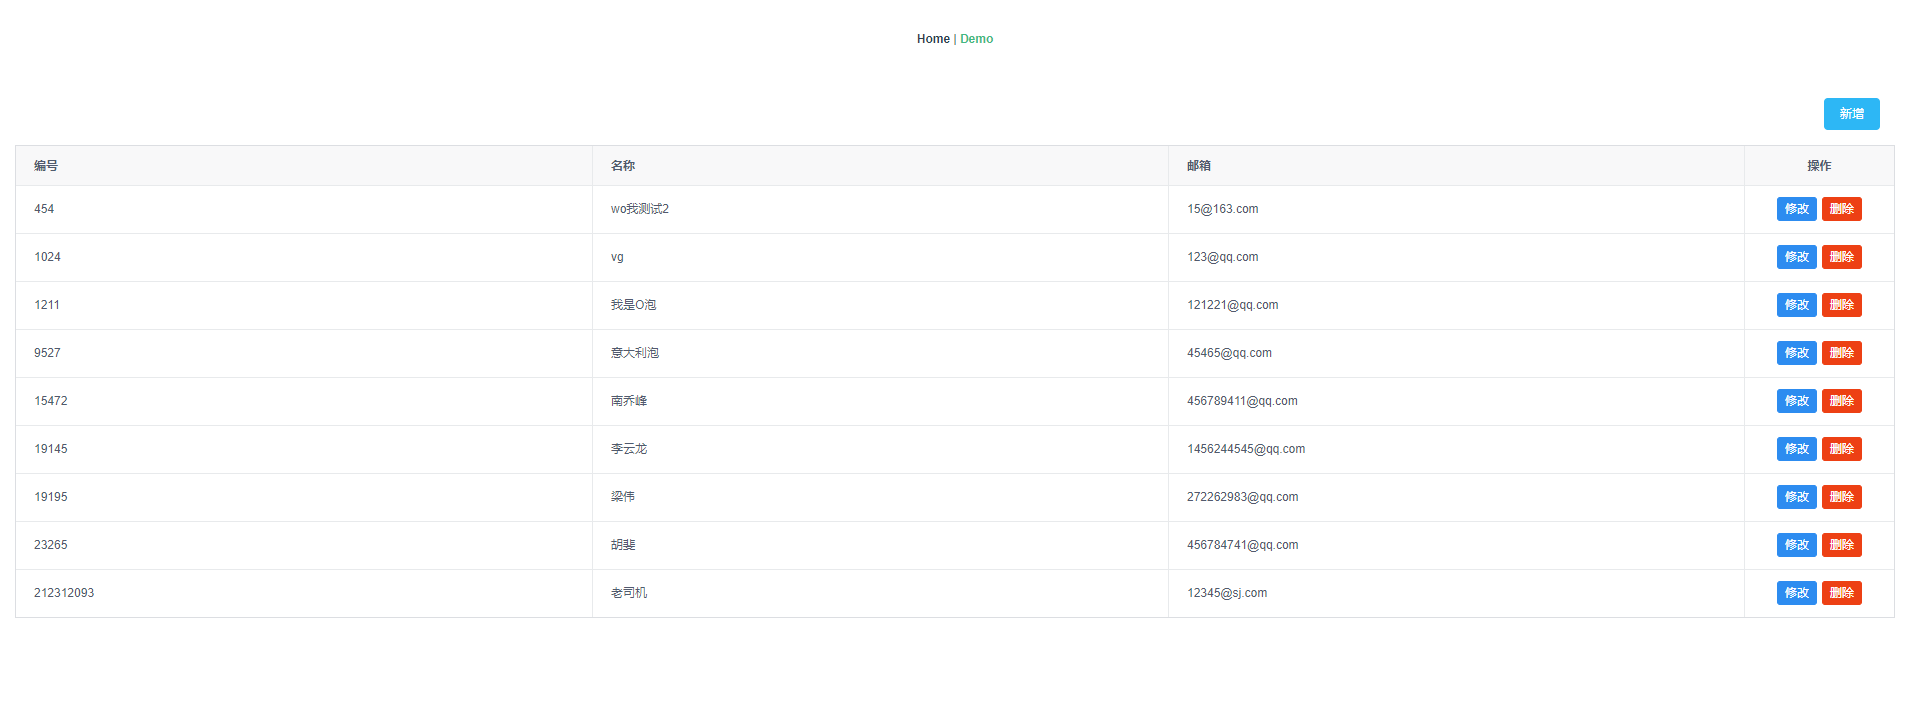 Home | Demo
新增
编号 名称 邮箱 操作
454 wo我测试2 15@163.com 修改 删除
1024 vg 123@qq.com 修改 删除
1211 我是O泡 121221@qq.com 修改 删除
9527 意大利泡 45465@qq.com 修改 删除
15472 南乔峰 456789411@qq.com 修改 删除
19145 李云龙 1456244545@qq.com 修改 删除
19195 梁伟 272262983@qq.com 修改 删除
23265 胡斐 456784741@qq.com 修改 删除
212312093 老司机 12345@sj.com 修改 删除